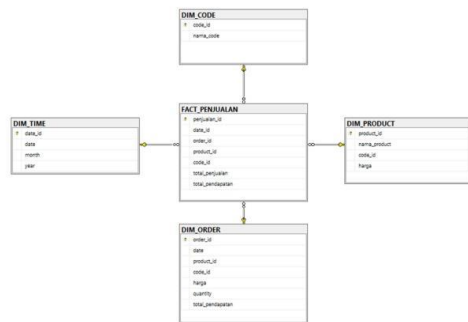 DIM_CODE
code_id
nama_code
FACT_PENJUALAN
penjualan_id
date_id
order_id
product_id
code_id
total_penjualan
total_pendapatan
DIM_TIME
date_id
date
month
year
DIM_PRODUCT
product_id
nama_product
code_id
harga
DIM_ORDER
order_id
date
product_id
code_id
harga
quantity
total_pendapatan